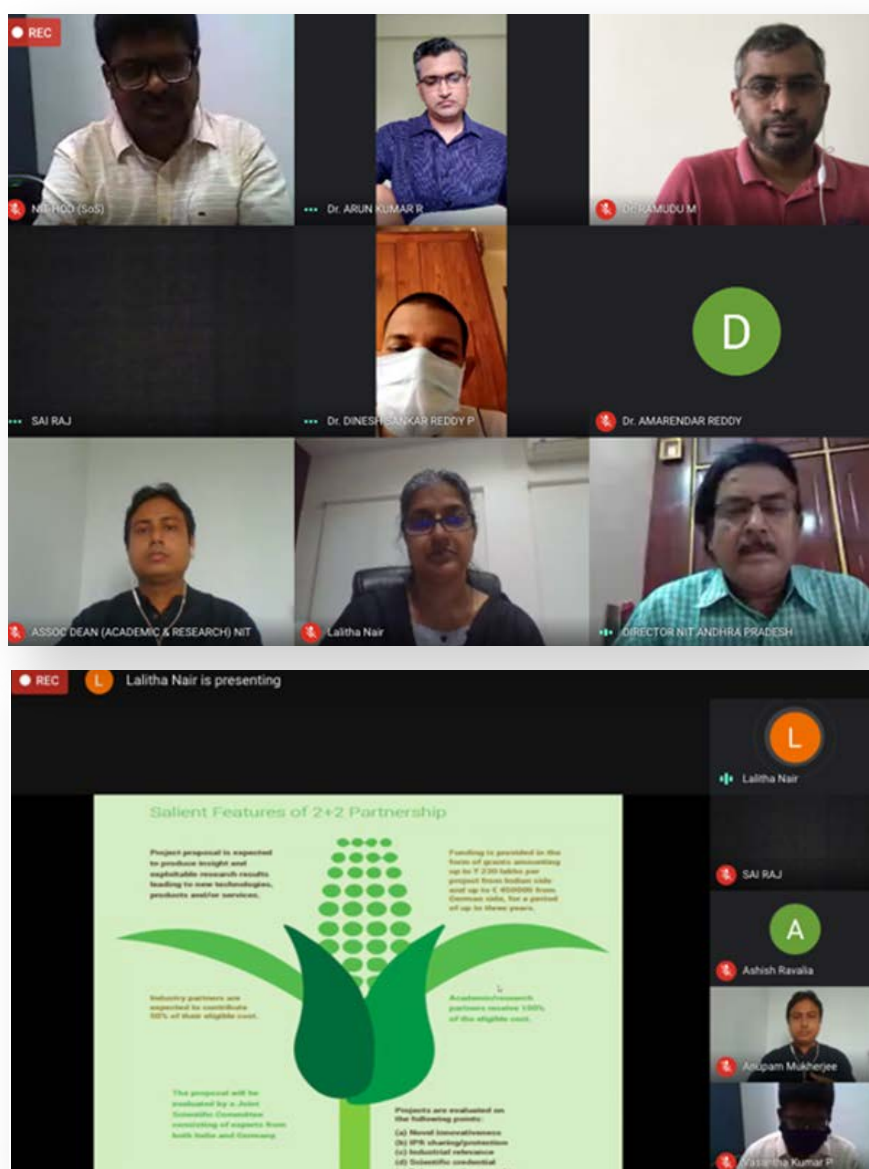 REC
NIT-HOD (SoS)
Dr. ARUN KUMAR R
Dr. RAMUDU M
SAI RAJ
Dr. DINESH SANKAR REDDY P
D
Dr. AMARENDAR REDDY
ASSOC DEAN (ACADEMIC & RESEARCH) NIT
Lalitha Nair
DIRECTOR NIT ANDHRA PRADESH
REC
L
Lalitha Nair is presenting
L
Lalitha Nair
SAI RAJ
A
Ashish Ravalia
Anupam Mukherjee
Vasantha Kumar P
Salient Features of 2+2 Partnership
Project proposal is expected
to produce insight and
exploitable research results
leading to new technologies,
products and/or services.
Funding is provided in the
form of grants amounting
up to ₹ 230 lakhs per
project from Indian side
and up to € 450000 from
German side, for a period
of up to three years.
Industry partners are
expected to contribute
50% of their eligible cost.
Academic/research
partners receive 100%
of the eligible cost.
The proposal will be
evaluated by a Joint
Scientific Committee
consisting of experts from
both India and Germany
Projects are evaluated on
the following points:
(a) Novel innovativeness
(b) IPR sharing/protection
(c) Industrial relevance
(d) Scientific credential